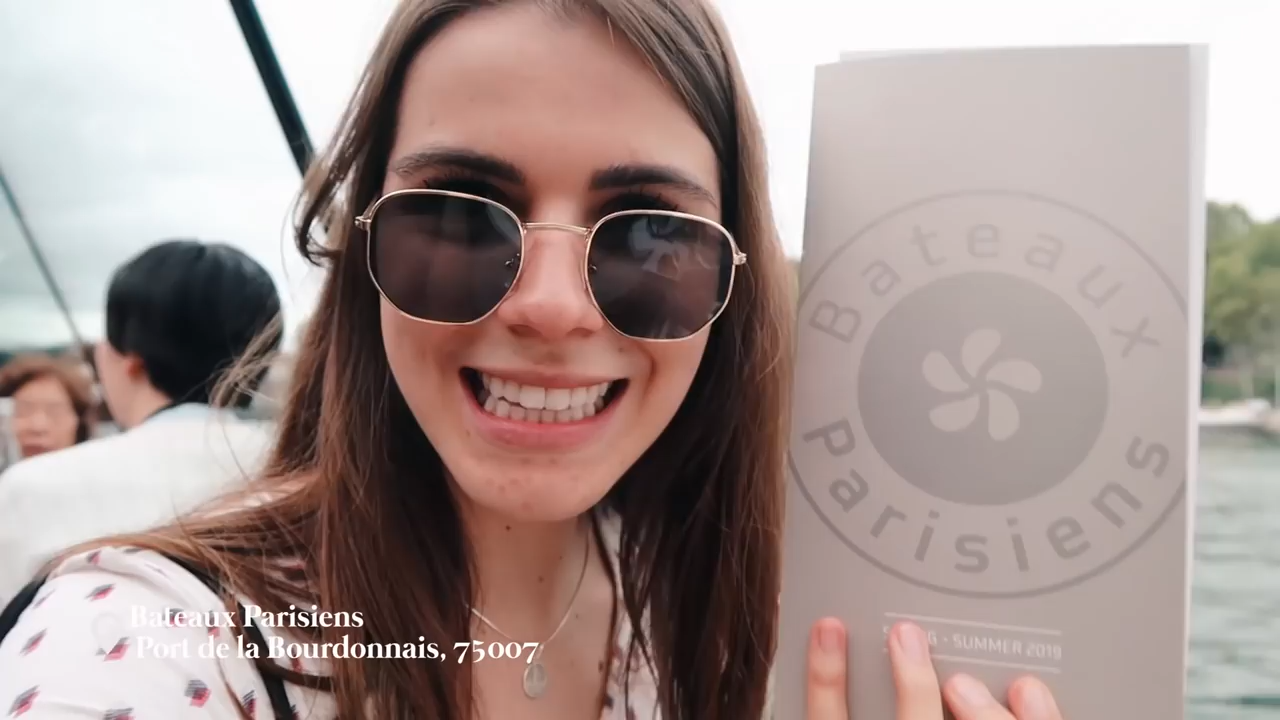 Bateaux
Parisiens
- SUMMER 2019
Bateaux Parisiens
Port de la Bourdonnais, 75007